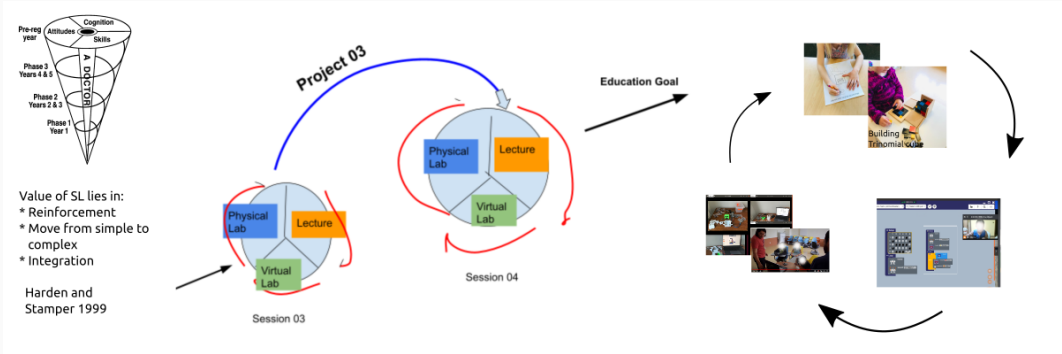 Cognition
Pre-reg
year
Attitudes
Skills
A DOCTOR
Phase 3
Years 4 & 5
Phase 2
Years 2 & 3
Phase 1
Year 1
Value of SL lies in:
* Reinforcement
* Move from simple to
complex
* Integration
Harden and
Stamper 1999
Project 03
Physical
Lab
Lecture
Virtual
Lab
Session 03
Physical
Lab
Lecture
Virtual
Lab
Session 04
Education Goal
Building
Trinomial cube